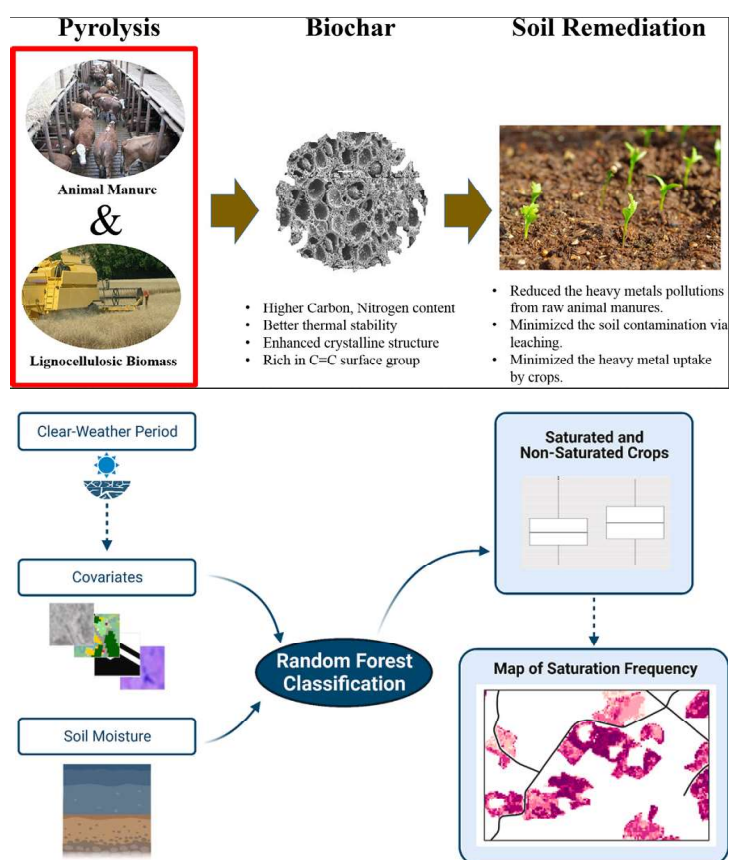 Pyrolysis
Biochar
Soil Remediation
Animal Manure
&
Lignocellulosic Biomass
• Higher Carbon, Nitrogen content
• Better thermal stability
• Enhanced crystalline structure
• Rich in C=C surface group
• Reduced the heavy metals pollutions
from raw animal manures.
• Minimized the soil contamination via
leaching.
• Minimized the heavy metal uptake
by crops.
Clear-Weather Period
Covariates
Soil Moisture
Random Forest
Classification
Saturated and
Non-Saturated Crops
Map of Saturation Frequency